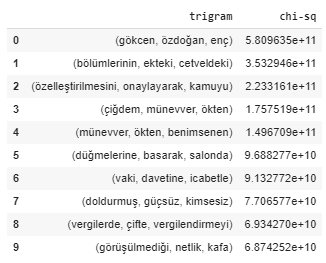 trigram chi-sq
0 (gökcen, özdoğan, enç) 5.809635e+11
1 (bölümlerinin, ekteki, cetveldeki) 3.532946e+11
2 (özelleştirilmesini, onaylayarak, kamuyu) 2.233161e+11
3 (çiğdem, münevver, ökten) 1.757519e+11
4 (münevver, ökten, benimsenen) 1.496709e+11
5 (düğmelerine, basarak, salonda) 9.688277e+10
6 (vaki, davetine, icabetle) 9.132772e+10
7 (doldurmuş, güçsüz, kimsesiz) 7.706577e+10
8 (vergilerde, çifte, vergilendirmeyi) 6.934270e+10
9 (görüşülmediği, netlik, kafa) 6.874252e+10